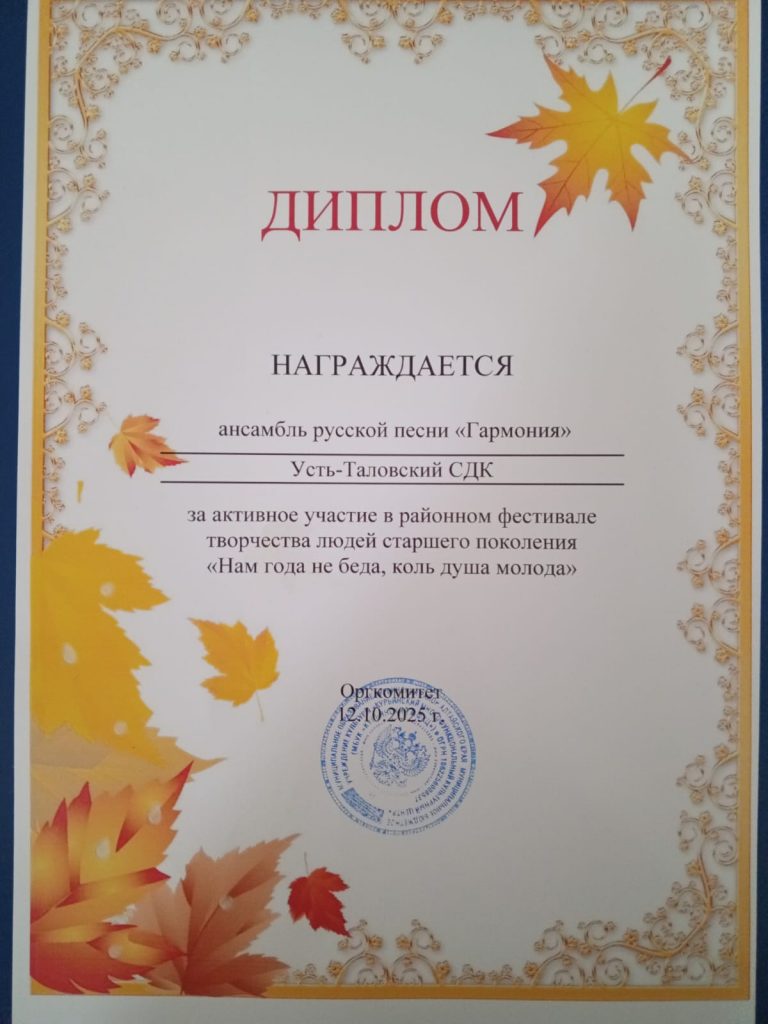 ДИПЛОМ
НАГРАЖДАЕТСЯ
ансамбль русской песни «Гармония»
Усть-Таловский СДК
за активное участие в районном фестивале
творчества людей старшего поколения
«Нам года не беда, коль душа молода»
Оргкомитет
12.10.2025 г.